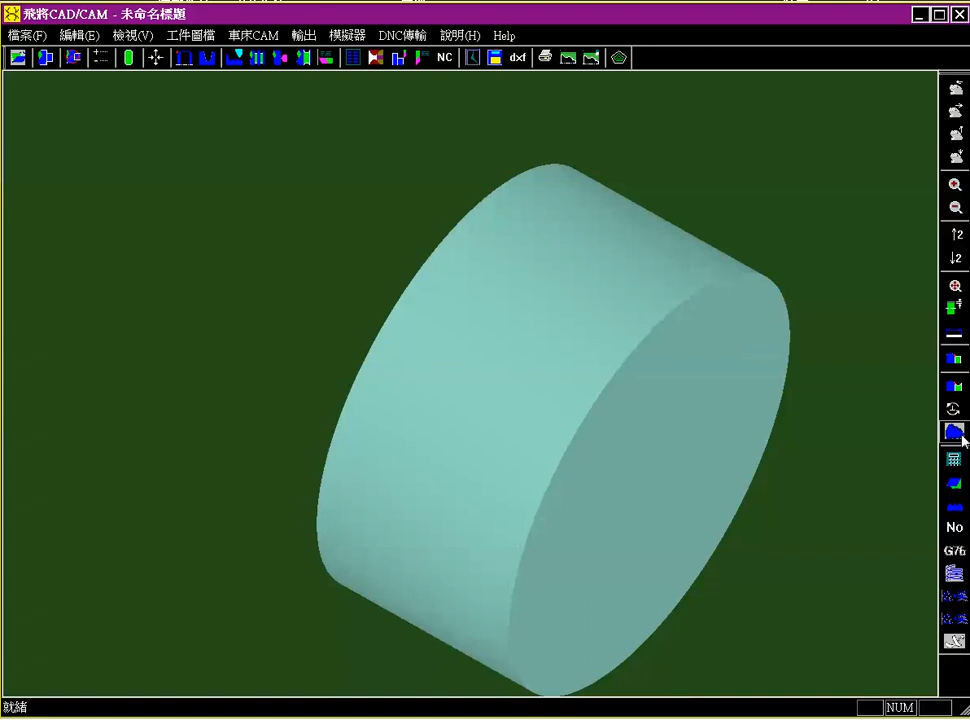 飛將CAD/CAM - 未命名標題
檔案(F) 編輯(E) 檢視(V) 工件圖檔 車床CAM 輸出 模擬器 DNC傳輸 說明(H) Help
NC dxf
↑2
↓2
No
G76
就緒 NUM